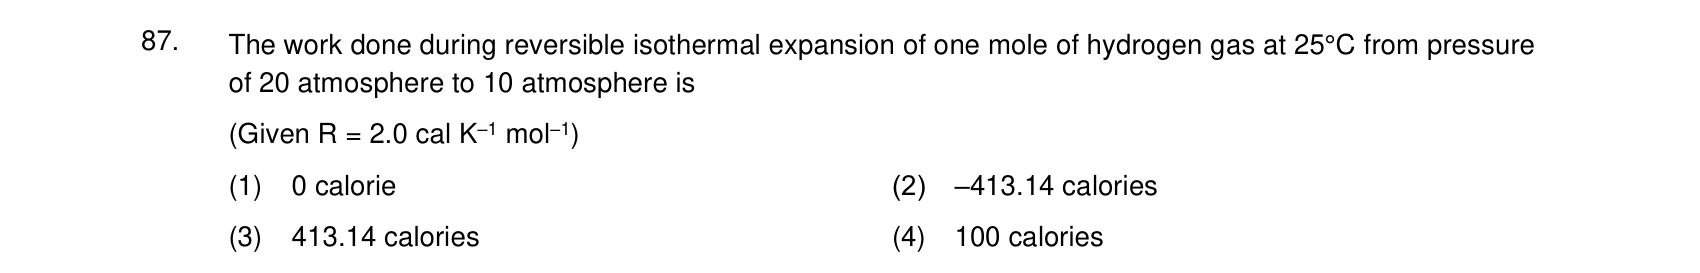 87. The work done during reversible isothermal expansion of one mole of hydrogen gas at 25°C from pressure
of 20 atmosphere to 10 atmosphere is
(Given R = 2.0 cal K⁻¹ mol⁻¹)
(1) 0 calorie (2) –413.14 calories
(3) 413.14 calories (4) 100 calories